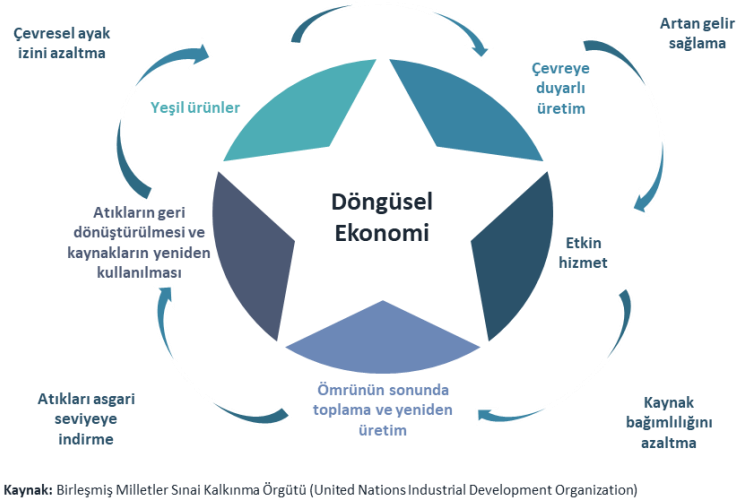 Çevresel ayak
izini azaltma
Artan gelir
sağlama
Yeşil ürünler
Çevreye
duyarlı
üretim
Döngüsel
Ekonomi
Atıkların geri
dönüştürülmesi ve
kaynakların yeniden
kullanılması
Etkin
hizmet
Ömrünün sonunda
toplama ve yeniden
üretim
Atıkları asgari
seviyeye
indirme
Kaynak
bağımlılığını
azaltma
Kaynak: Birleşmiş Milletler Sınai Kalkınma Örgütü (United Nations Industrial Development Organization)